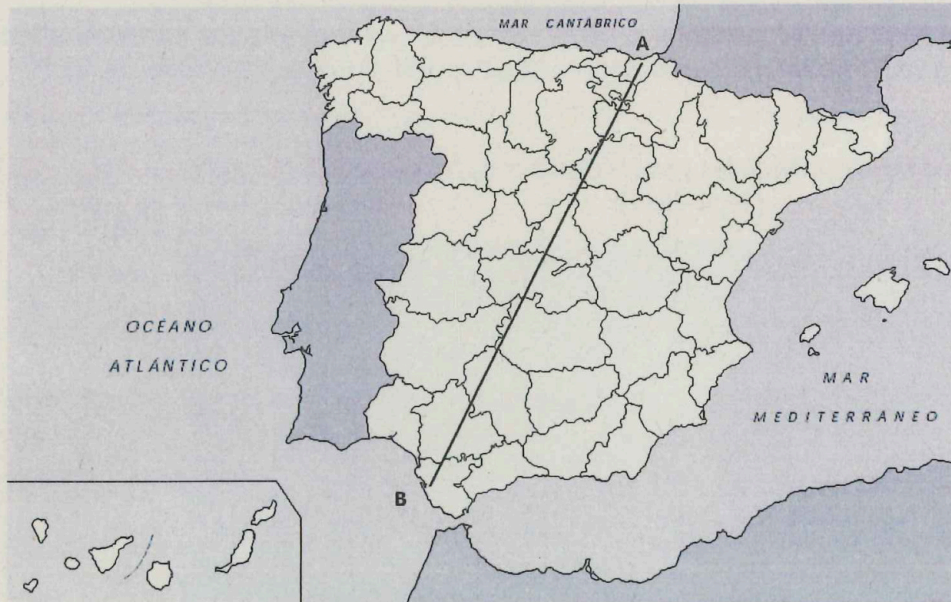 MAR CANTÁBRICO
A
OCÉANO
ATLÁNTICO
MAR
MEDITERRÁNEO
B